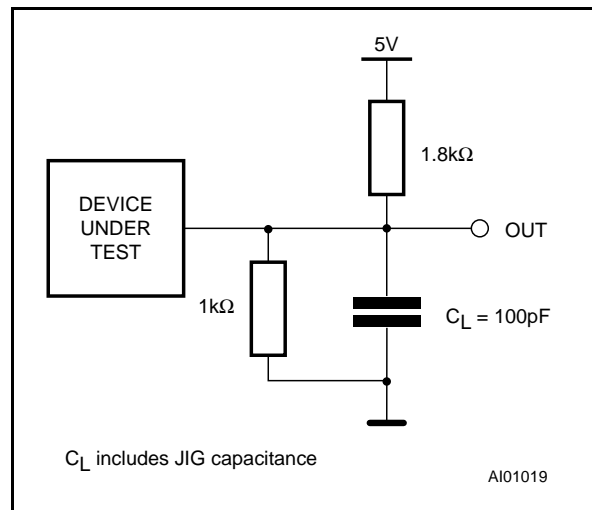 5V
1.8kΩ
DEVICE
UNDER
TEST
OUT
1kΩ
CL = 100pF
CL includes JIG capacitance
AI01019